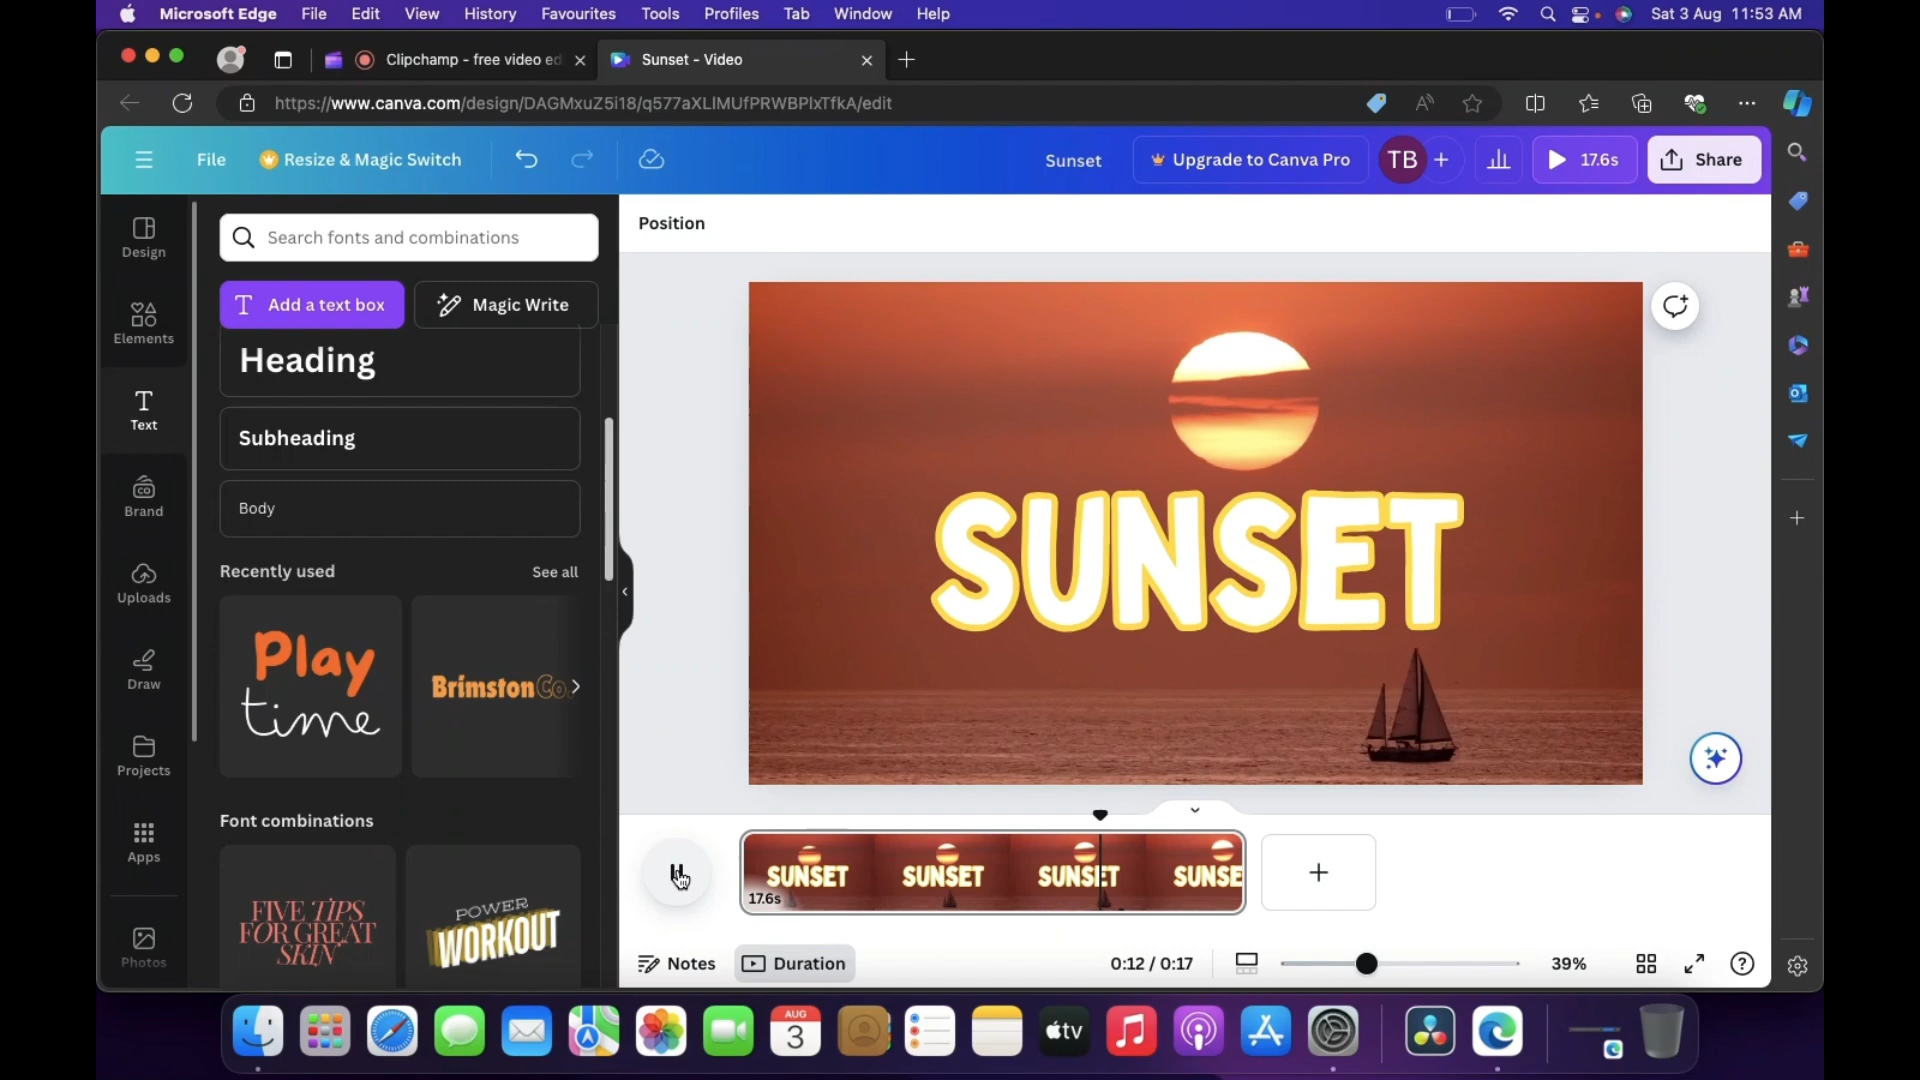 Microsoft Edge File Edit View History Favourites Tools Profiles Tab Window Help Sat 3 Aug 11:53 AM
Clipchamp - free video ed
Sunset - Video
https://www.canva.com/design/DAGMxuZ5i18/q577aXLlMUfPRWBPlxTfkA/edit
File
Resize & Magic Switch
Sunset
Upgrade to Canva Pro
TB
17.6s
Share
Design
Elements
Text
Brand
Uploads
Draw
Projects
Apps
Photos
Search fonts and combinations
Add a text box
Magic Write
Heading
Subheading
Body
Recently used
See all
Play
time
BrimstonCo.
Font combinations
FIVE TIPS
FOR GREAT
SKIN
POWER
WORKOUT
Position
SUNSET
SUNSET SUNSET SUNSET SUNSE
17.6s
Notes
Duration
0:12 / 0:17
39%
AUG
3
tv